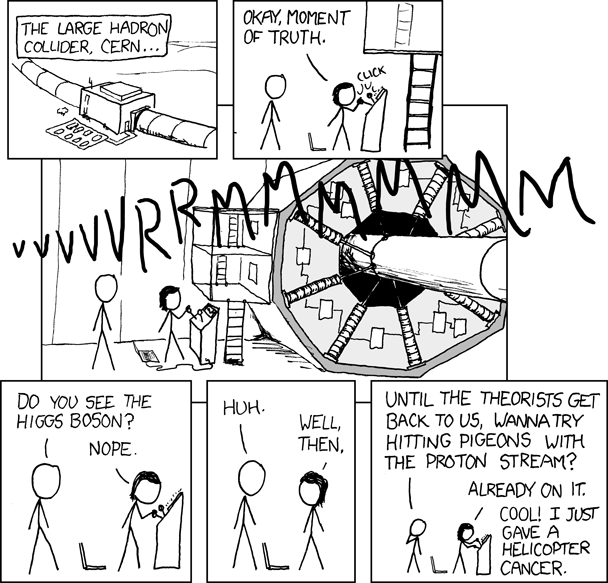 THE LARGE HADRON
COLLIDER, CERN...
OKAY, MOMENT
OF TRUTH.
CLICK
VVVVVVRRMMMMMM
DO YOU SEE THE
HIGGS BOSON?
NOPE.
HUH.
WELL,
THEN,
UNTIL THE THEORISTS GET
BACK TO US, WANNA TRY
HITTING PIGEONS WITH
THE PROTON STREAM?
ALREADY ON IT.
COOL! I JUST
GAVE A
HELICOPTER
CANCER.